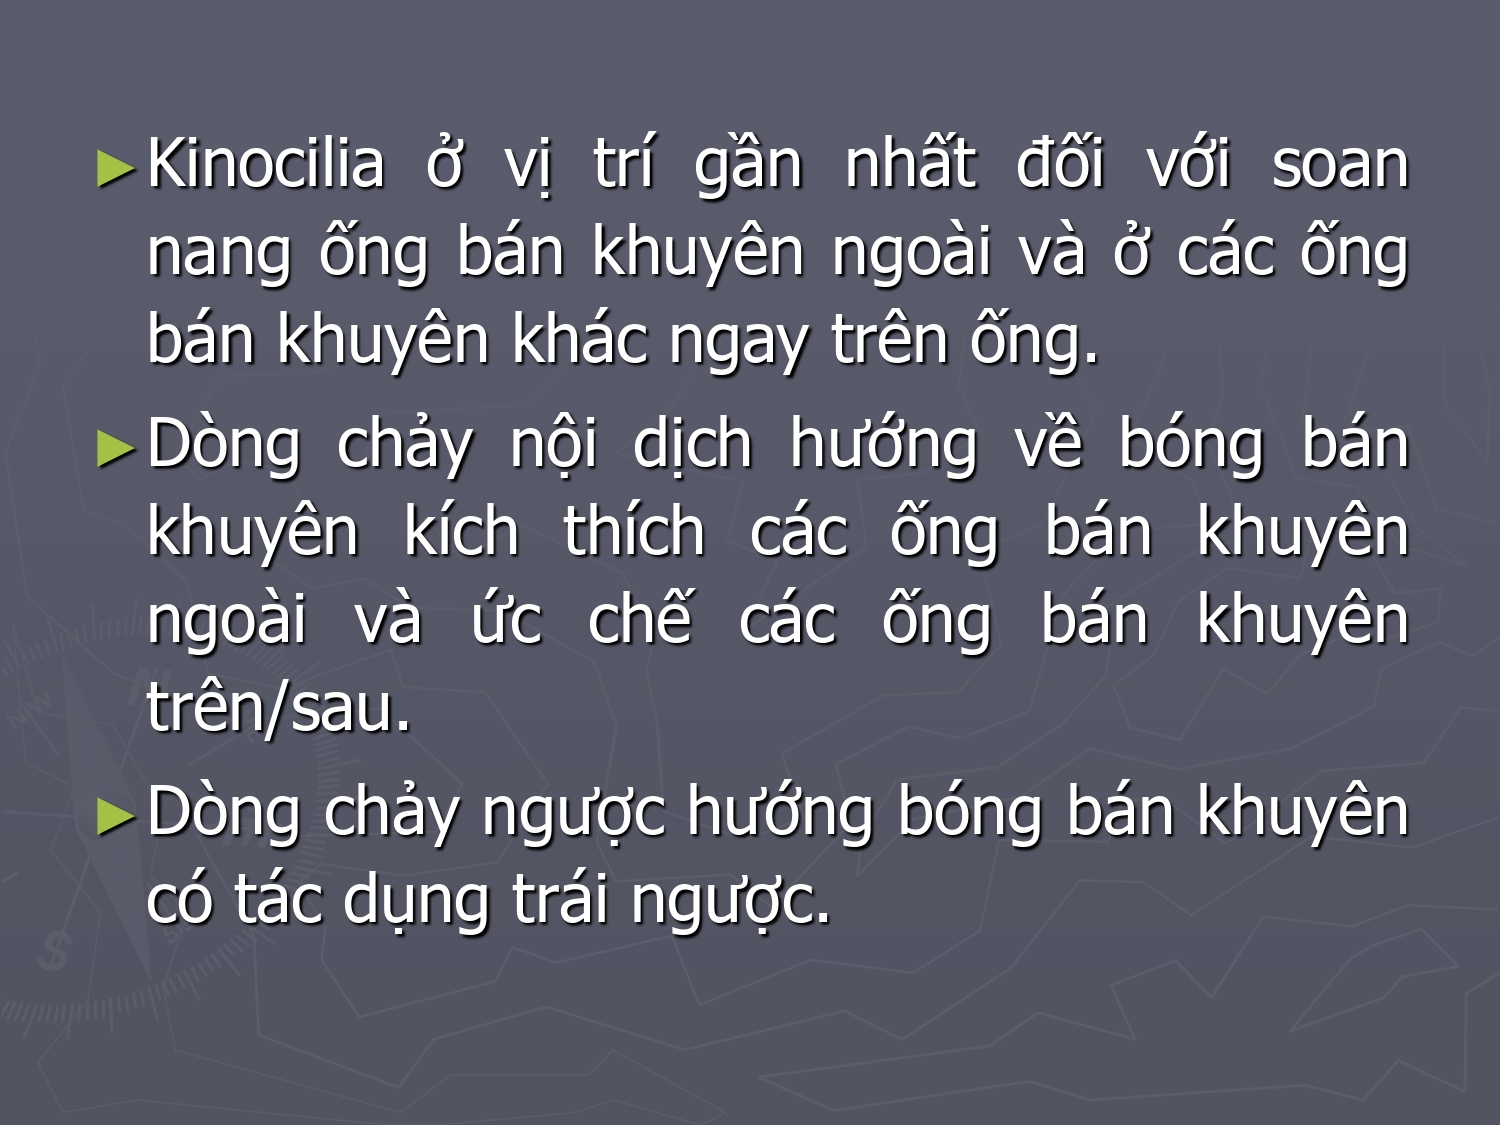 ►Kinocilia ở vị trí gần nhất đối với soan
nang ống bán khuyên ngoài và ở các ống
bán khuyên khác ngay trên ống.
►Dòng chảy nội dịch hướng về bóng bán
khuyên kích thích các ống bán khuyên
ngoài và ức chế các ống bán khuyên
trên/sau.
►Dòng chảy ngược hướng bóng bán khuyên
có tác dụng trái ngược.
NW
S